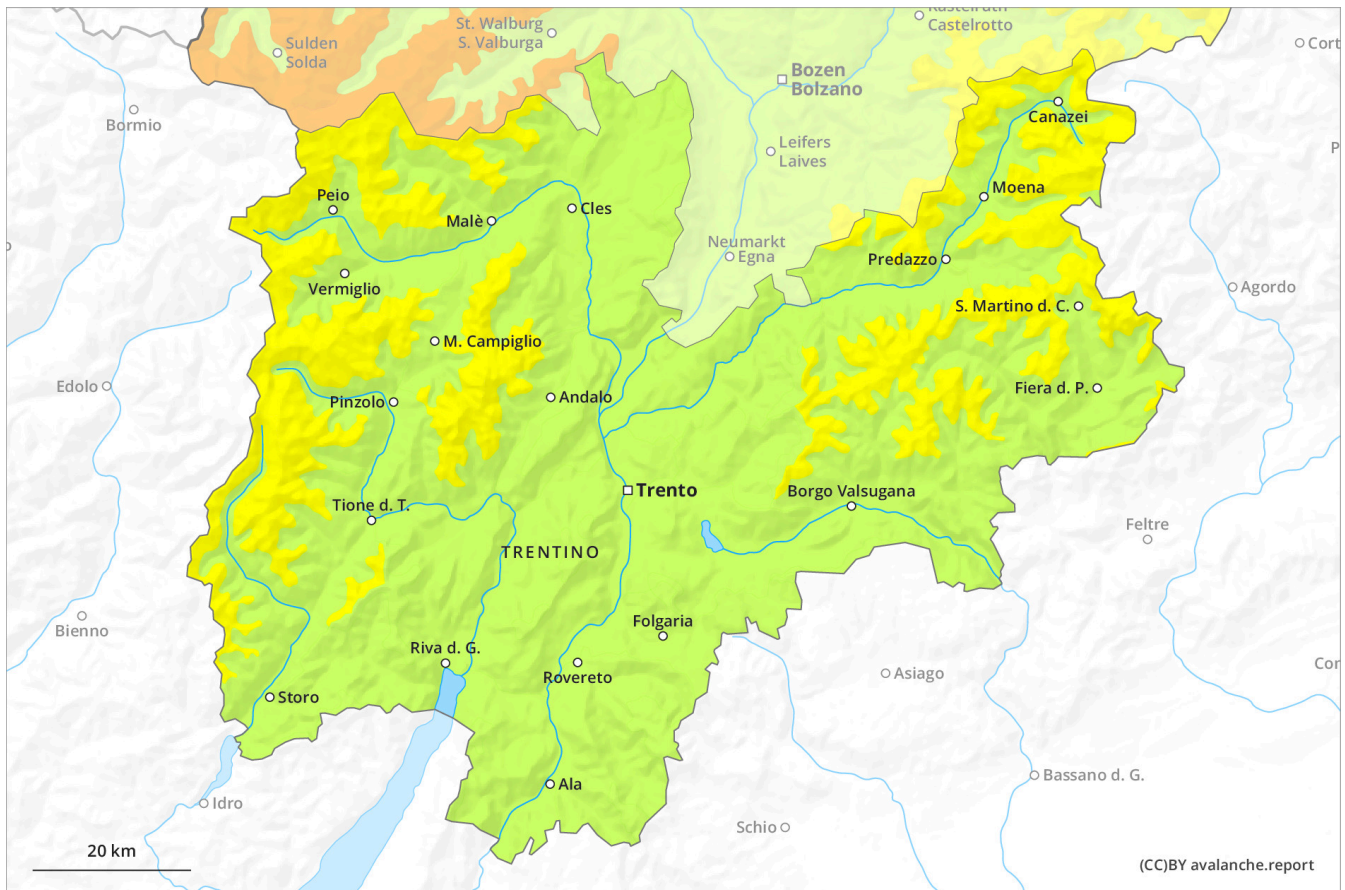 St. Walburg
S. Valburga
Kastelruth
Castelrotto
Sulden
Solda
Cort
Bozen
Bolzano
Bormio
Canazei
Leifers
Laives
P
Peio
Moena
Malè
Cles
Neumarkt
Egna
Predazzo
Vermiglio
Agordo
S. Martino d. C.
M. Campiglio
Edolo
Fiera d. P.
Pinzolo
Andalo
Trento
Borgo Valsugana
Tione d. T.
Feltre
TRENTINO
Bienno
Folgaria
Riva d. G.
Rovereto
Asiago
Cor
Storo
Bassano d. G.
Ala
Idro
Schio
20 km
(CC)BY avalanche.report